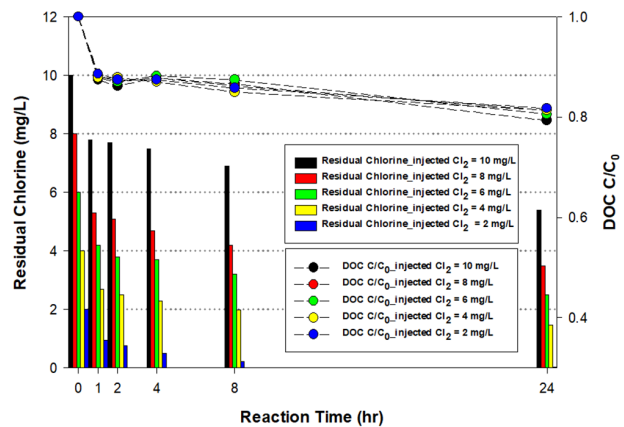 12
10
8
6
4
2
0
Residual Chlorine (mg/L)
1.0
0.8
0.6
0.4
DOC C/C0
Residual Chlorine_injected Cl2 = 10 mg/L
Residual Chlorine_injected Cl2 = 8 mg/L
Residual Chlorine_injected Cl2 = 6 mg/L
Residual Chlorine_injected Cl2 = 4 mg/L
Residual Chlorine_injected Cl2 = 2 mg/L
DOC C/C0_injected Cl2 = 10 mg/L
DOC C/C0_injected Cl2 = 8 mg/L
DOC C/C0_injected Cl2 = 6 mg/L
DOC C/C0_injected Cl2 = 4 mg/L
DOC C/C0_injected Cl2 = 2 mg/L
0 1 2 4 8 24
Reaction Time (hr)